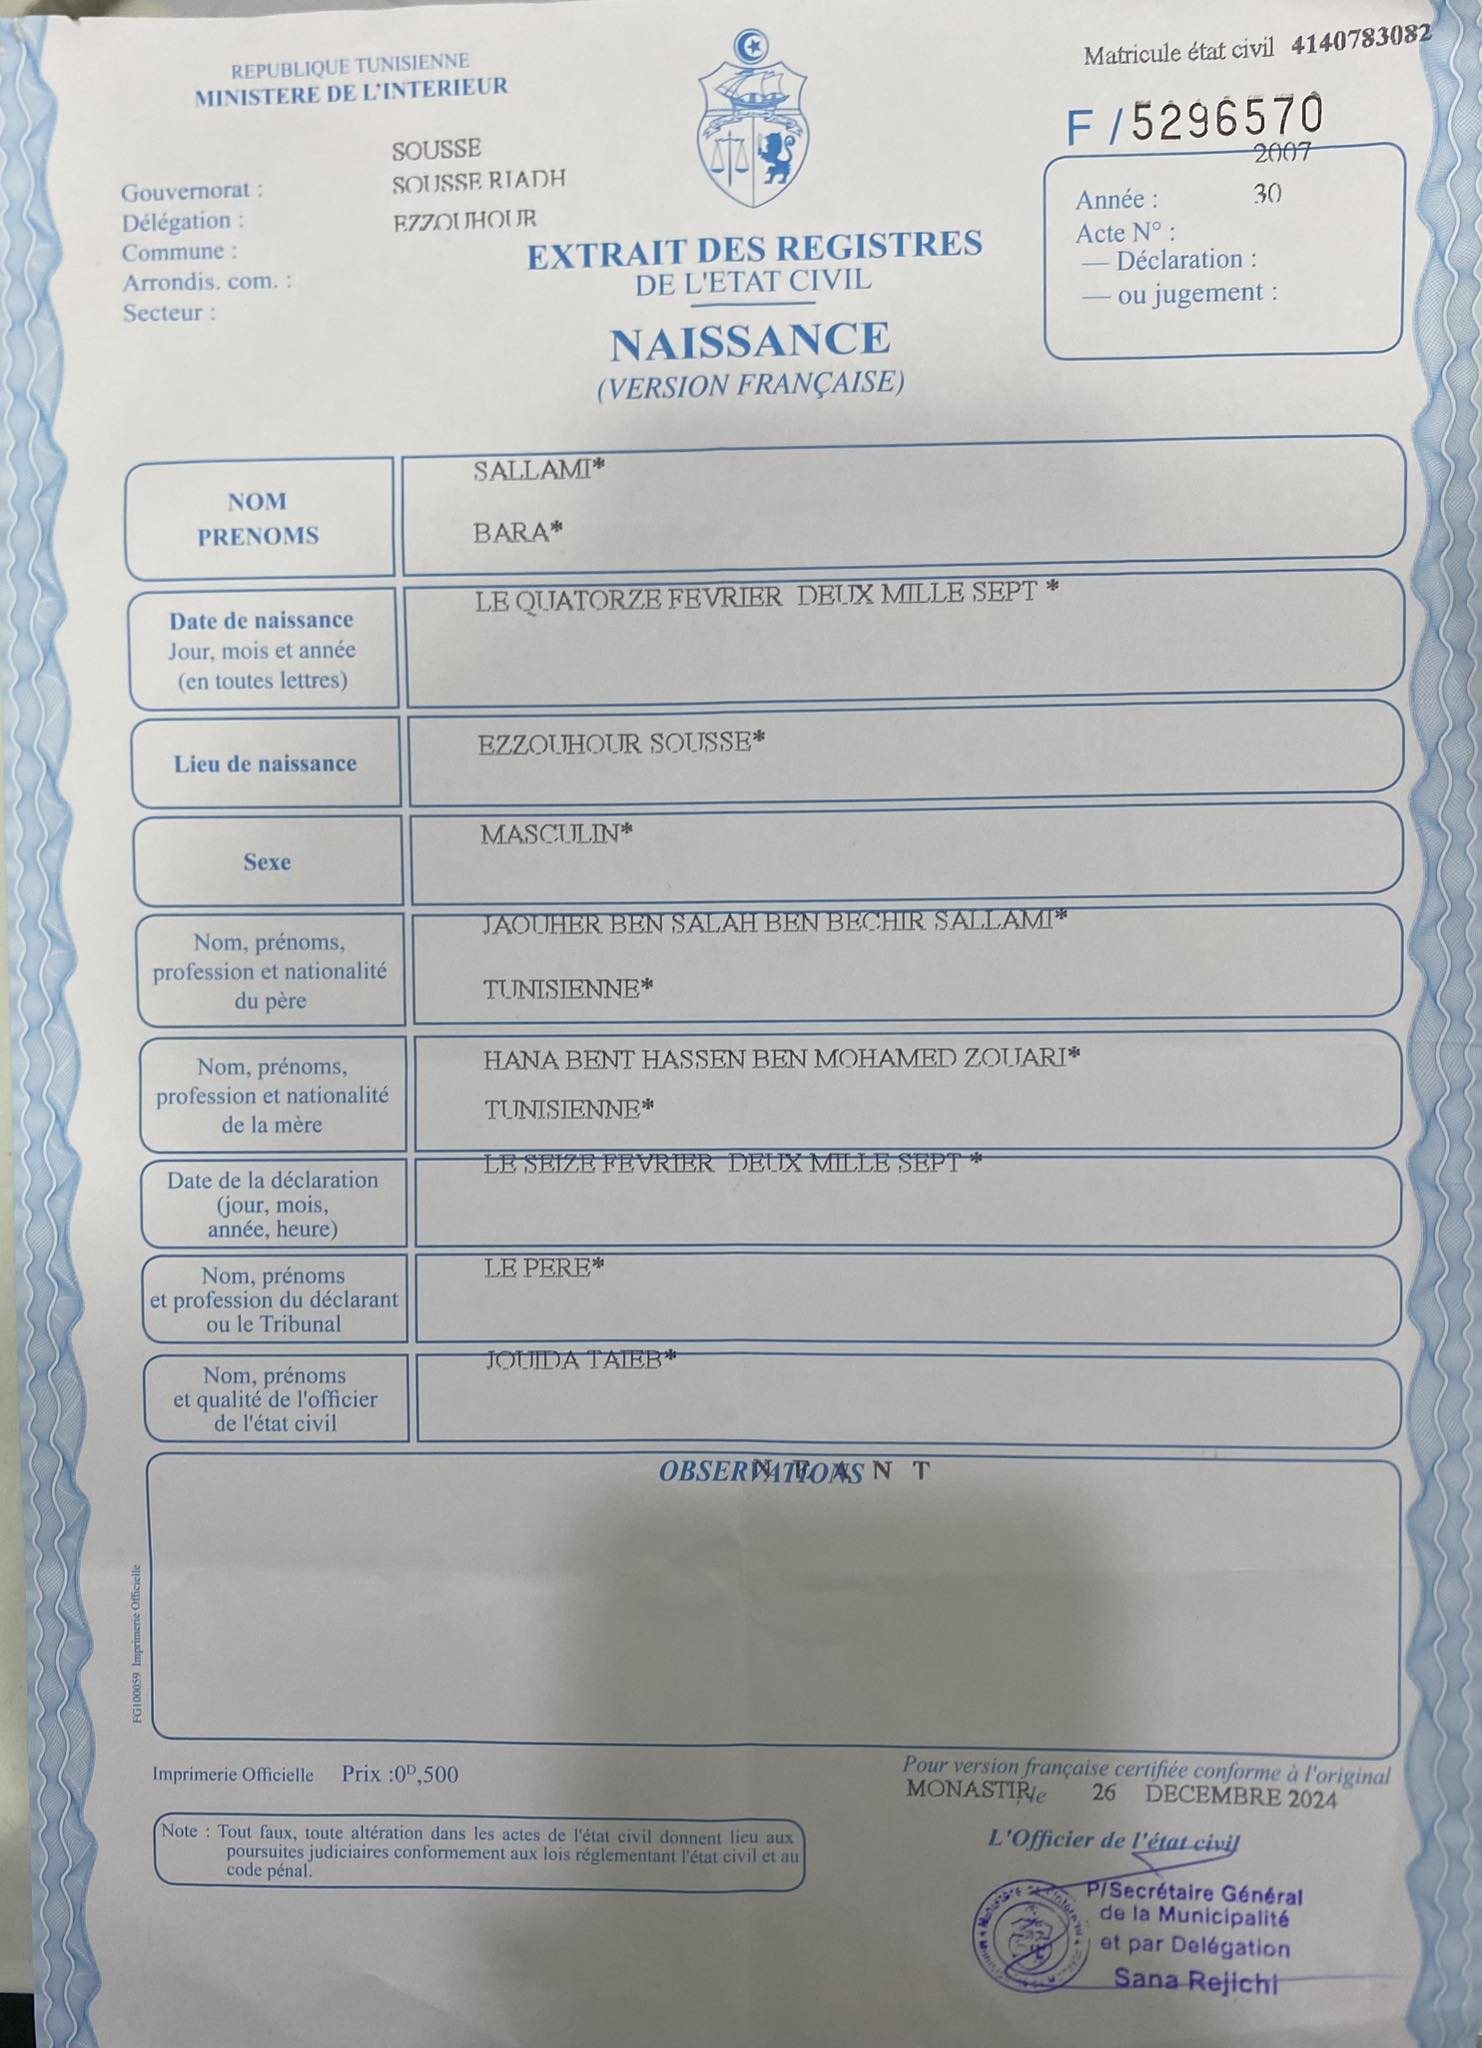 REPUBLIQUE TUNISIENNE
MINISTERE DE L'INTERIEUR
Matricule état civil 4140783082
F / 5296570
SOUSSE
Gouvernorat :
SOUSSE RIADH
Délégation :
EZZOUHOUR
Commune :
Arrondis. com. :
Secteur :
2007
Année :
30
Acte N° :
— Déclaration :
— ou jugement :
EXTRAIT DES REGISTRES
DE L'ETAT CIVIL
NAISSANCE
(VERSION FRANÇAISE)
NOM
PRENOMS
SALLAMI*
BARA*
Date de naissance
Jour, mois et année
(en toutes lettres)
LE QUATORZE FEVRIER DEUX MILLE SEPT *
Lieu de naissance
EZZOUHOUR SOUSSE*
Sexe
MASCULIN*
Nom, prénoms,
profession et nationalité
du père
JAOUHER BEN SALAH BEN BECHIR SALLAMI*
TUNISIENNE*
Nom, prénoms,
profession et nationalité
de la mère
HANA BENT HASSEN BEN MOHAMED ZOUARI*
TUNISIENNE*
Date de la déclaration
(jour, mois,
année, heure)
LE SEIZE FEVRIER DEUX MILLE SEPT *
Nom, prénoms
et profession du déclarant
ou le Tribunal
LE PERE*
Nom, prénoms
et qualité de l'officier
de l'état civil
JOUIDA TAIEB*
OBSERVATIONS
N E A N T
FG100059 Imprimerie Officielle
Imprimerie Officielle Prix :0ᴰ,500
Pour version française certifiée conforme à l'original
MONASTIR, le 26 DECEMBRE 2024
Note : Tout faux, toute altération dans les actes de l'état civil donnent lieu aux
poursuites judiciaires conformement aux lois réglementant l'état civil et au
code pénal.
L'Officier de l'état civil
P/Secrétaire Général
de la Municipalité
et par Delégation
Sana Rejichi